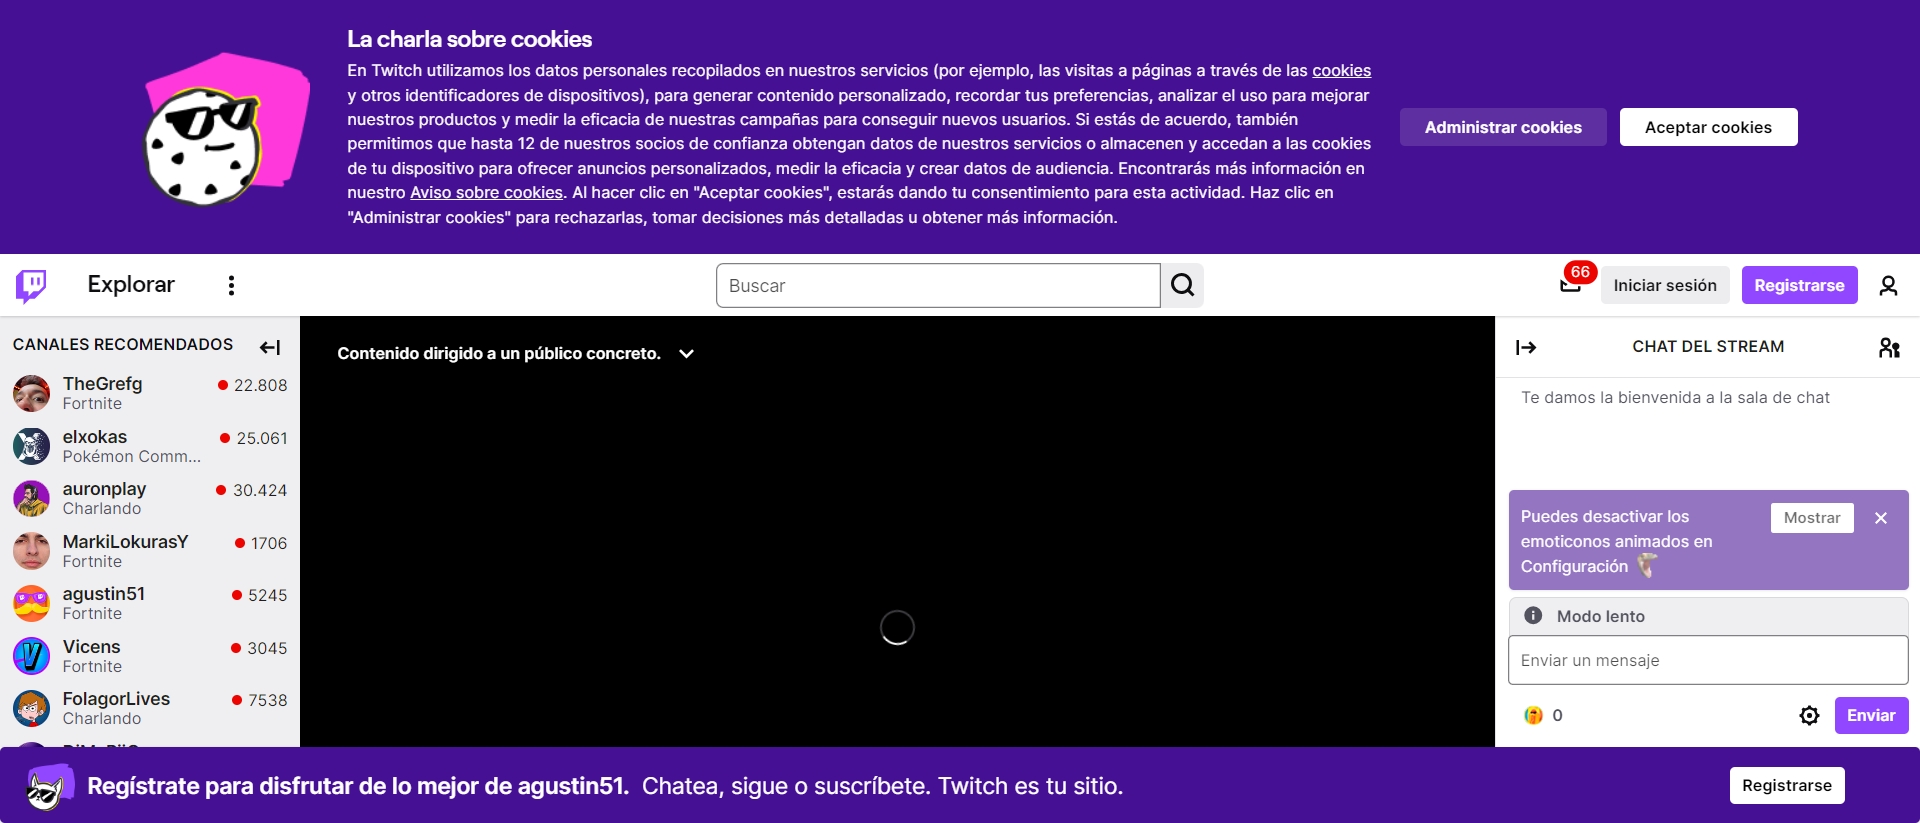 La charla sobre cookies
En Twitch utilizamos los datos personales recopilados en nuestros servicios (por ejemplo, las visitas a páginas a través de las cookies
y otros identificadores de dispositivos), para generar contenido personalizado, recordar tus preferencias, analizar el uso para mejorar
nuestros productos y medir la eficacia de nuestras campañas para conseguir nuevos usuarios. Si estás de acuerdo, también
permitimos que hasta 12 de nuestros socios de confianza obtengan datos de nuestros servicios o almacenen y accedan a las cookies
de tu dispositivo para ofrecer anuncios personalizados, medir la eficacia y crear datos de audiencia. Encontrarás más información en
nuestro Aviso sobre cookies. Al hacer clic en "Aceptar cookies", estarás dando tu consentimiento para esta actividad. Haz clic en
"Administrar cookies" para rechazarlas, tomar decisiones más detalladas u obtener más información.
Administrar cookies
Aceptar cookies
Explorar
Buscar
66
Iniciar sesión
Registrarse
CANALES RECOMENDADOS
TheGrefg 22.808
Fortnite
elxokas 25.061
Pokémon Comm...
auronplay 30.424
Charlando
MarkiLokurasY 1706
Fortnite
agustin51 5245
Fortnite
Vicens 3045
Fortnite
FolagorLives 7538
Charlando
Contenido dirigido a un público concreto.
CHAT DEL STREAM
Te damos la bienvenida a la sala de chat
Puedes desactivar los
emoticonos animados en
Configuración
Mostrar
Modo lento
Enviar un mensaje
0
Enviar
Regístrate para disfrutar de lo mejor de agustin51. Chatea, sigue o suscríbete. Twitch es tu sitio.
Registrarse